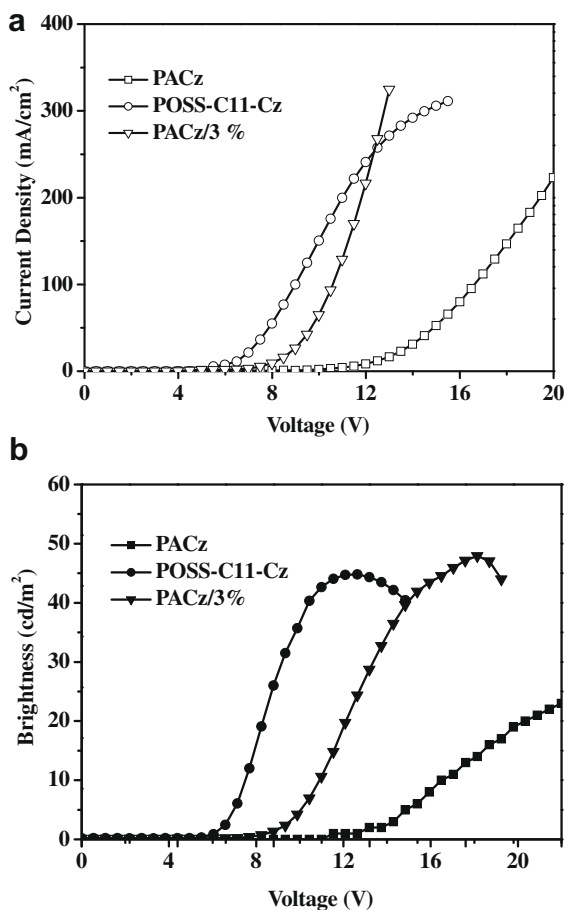 a
400
300
200
100
0
Current Density (mA/cm²)
PACz
POSS-C11-Cz
PACz/3 %
0 4 8 12 16 20
Voltage (V)
b
60
50
40
30
20
10
0
Brightness (cd/m²)
PACz
POSS-C11-Cz
PACz/3%
0 4 8 12 16 20
Voltage (V)